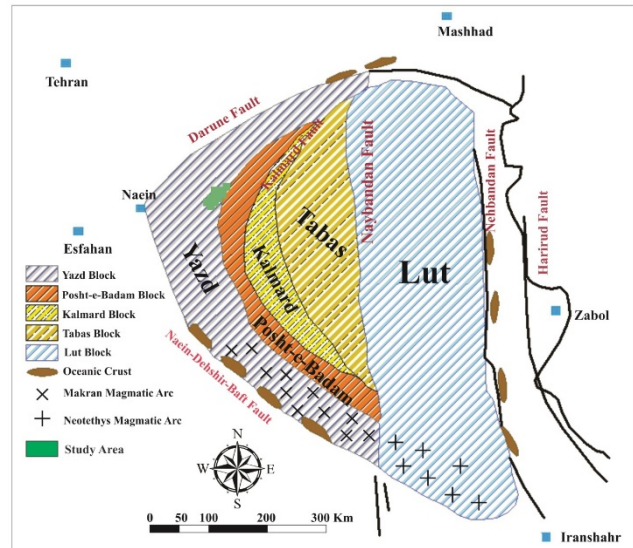 Mashhad
Tehran
Darune Fault
Kalmard Fault
Naybandan Fault
Nehbandan Fault
Harirud Fault
Naein
Esfahan
Yazd
Kalmard
Tabas
Lut
Posht-e-Badam
Zabol
Naein-Dehshir-Baft Fault
Yazd Block
Posht-e-Badam Block
Kalmard Block
Tabas Block
Lut Block
Oceanic Crust
Makran Magmatic Arc
Neotethys Magmatic Arc
Study Area
N
W
E
S
0 50 100 200 300 Km
Iranshahr